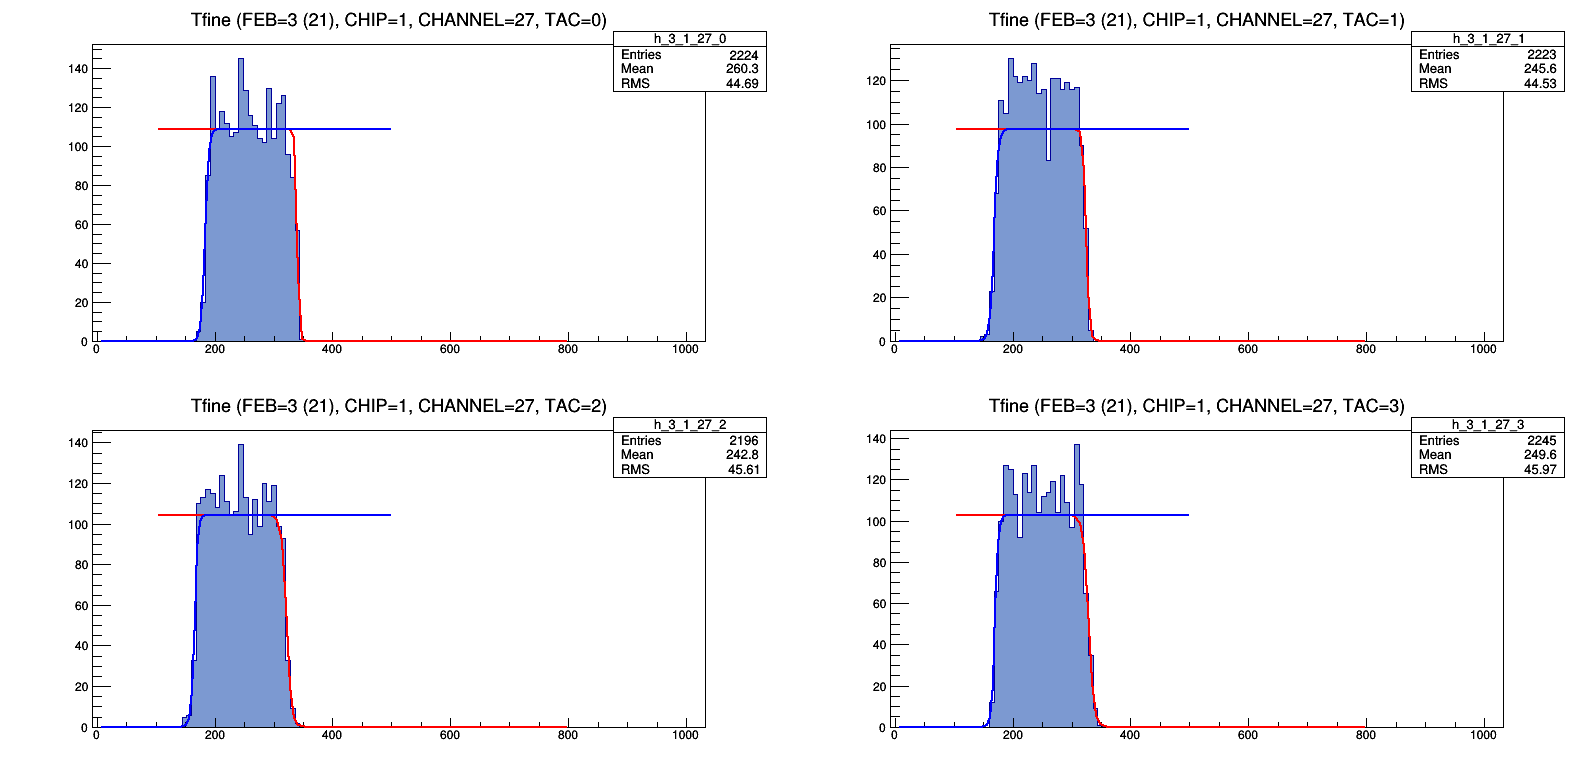 Tfine (FEB=3 (21), CHIP=1, CHANNEL=27, TAC=0)
h_3_1_27_0
Entries 2224
Mean 260.3
RMS 44.69
140
120
100
80
60
40
20
0
0 200 400 600 800 1000
Tfine (FEB=3 (21), CHIP=1, CHANNEL=27, TAC=1)
h_3_1_27_1
Entries 2223
Mean 245.6
RMS 44.53
120
100
80
60
40
20
0
0 200 400 600 800 1000
Tfine (FEB=3 (21), CHIP=1, CHANNEL=27, TAC=2)
h_3_1_27_2
Entries 2196
Mean 242.8
RMS 45.61
140
120
100
80
60
40
20
0
0 200 400 600 800 1000
Tfine (FEB=3 (21), CHIP=1, CHANNEL=27, TAC=3)
h_3_1_27_3
Entries 2245
Mean 249.6
RMS 45.97
140
120
100
80
60
40
20
0
0 200 400 600 800 1000